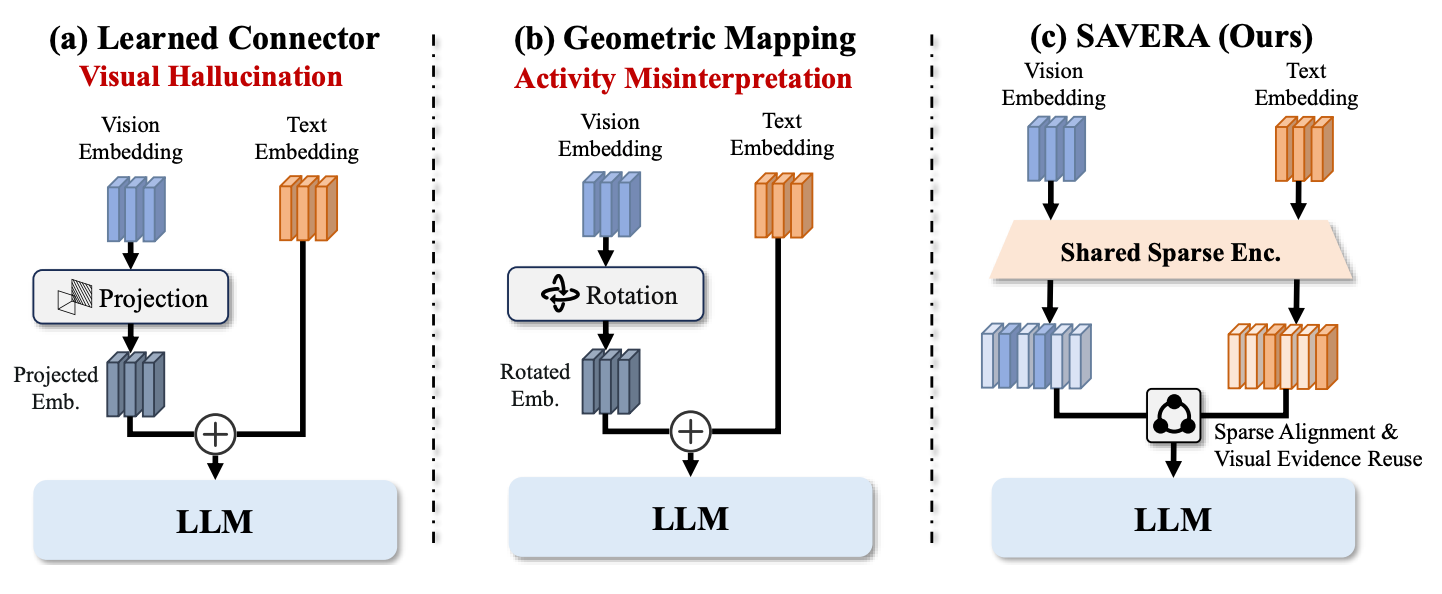 (a) Learned Connector
Visual Hallucination
Vision
Embedding
Text
Embedding
Projection
Projected
Emb.
LLM
(b) Geometric Mapping
Activity Misinterpretation
Vision
Embedding
Text
Embedding
Rotation
Rotated
Emb.
LLM
(c) SAVERA (Ours)
Vision
Embedding
Text
Embedding
Shared Sparse Enc.
Sparse Alignment &
Visual Evidence Reuse
LLM